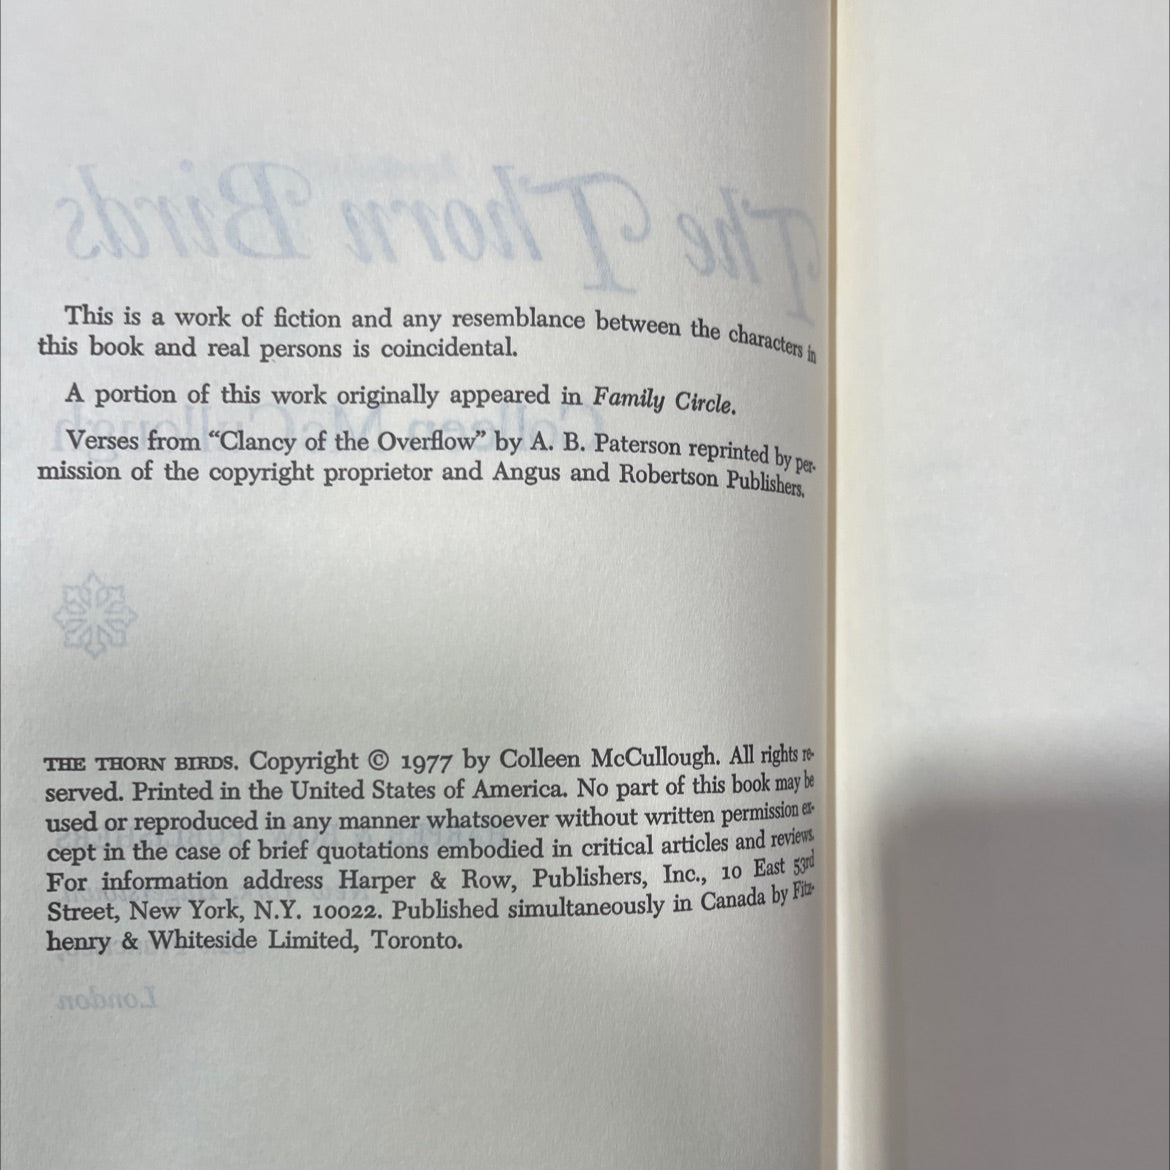 The Thorn Birds
This is a work of fiction and any resemblance between the characters in
this book and real persons is coincidental.
A portion of this work originally appeared in Family Circle.
Colleen McCullough
Verses from “Clancy of the Overflow” by A. B. Paterson reprinted by per-
mission of the copyright proprietor and Angus and Robertson Publishers.
THE THORN BIRDS. Copyright © 1977 by Colleen McCullough. All rights re-
served. Printed in the United States of America. No part of this book may be
used or reproduced in any manner whatsoever without written permission ex-
cept in the case of brief quotations embodied in critical articles and reviews.
For information address Harper & Row, Publishers, Inc., 10 East 53rd
Street, New York, N.Y. 10022. Published simultaneously in Canada by Fitz-
henry & Whiteside Limited, Toronto.
London